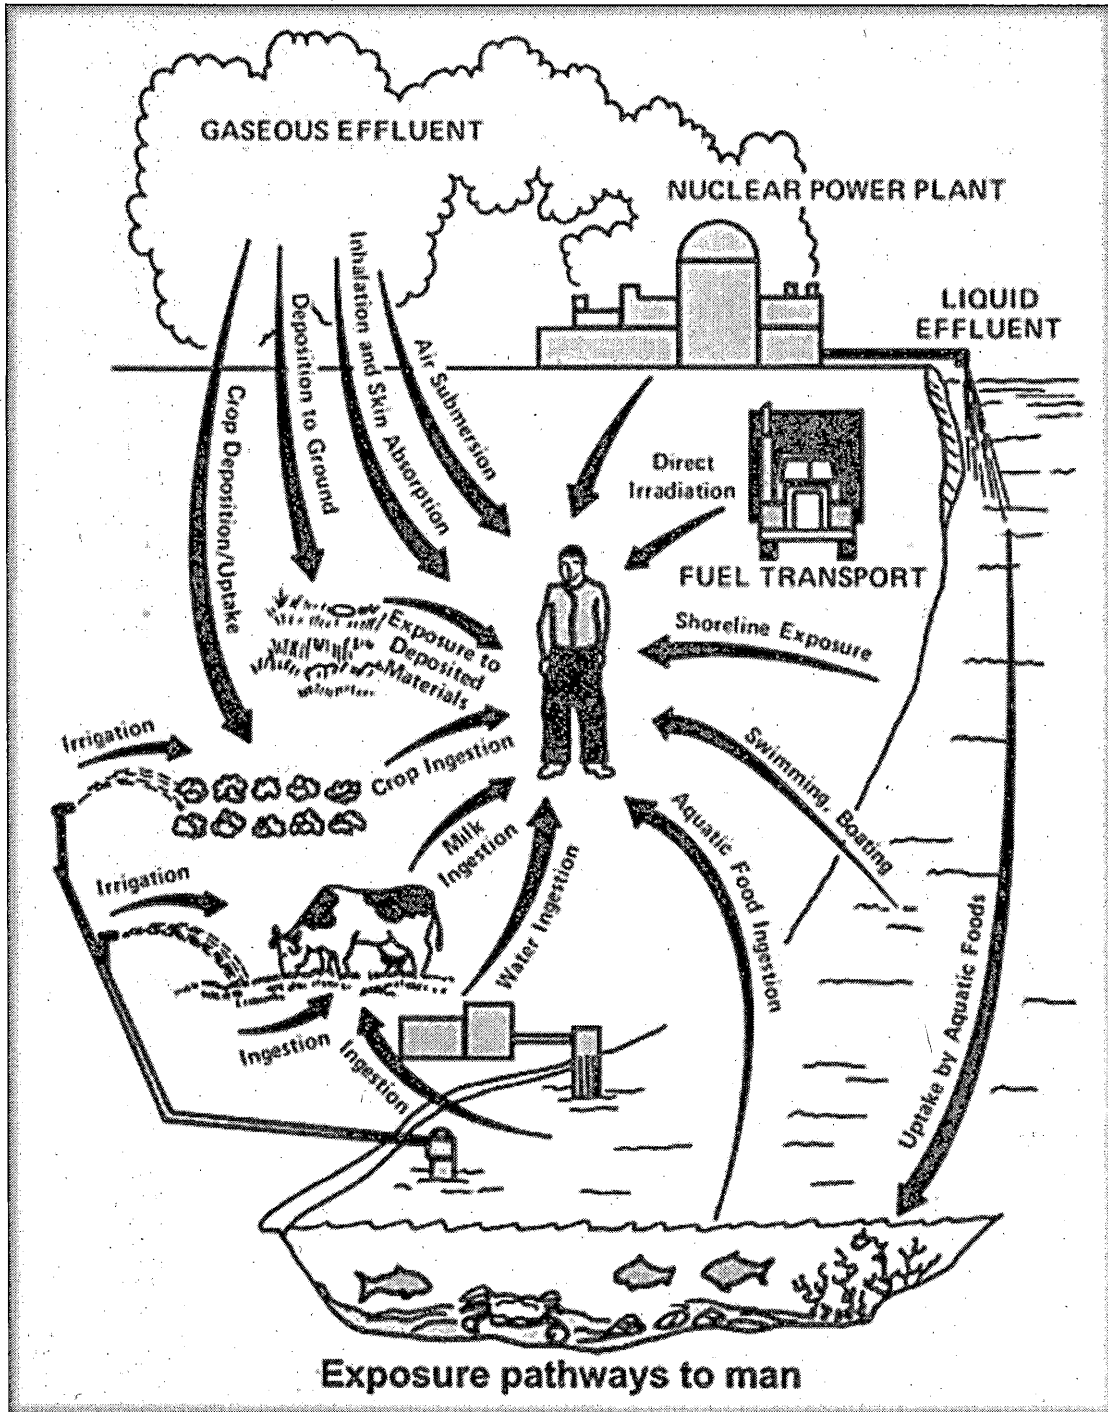 GASEOUS EFFLUENT
NUCLEAR POWER PLANT
LIQUID
EFFLUENT
Crop Deposition/Uptake
Deposition to Ground
Inhalation and Skin Absorption
Air Submersion
Direct
Irradiation
FUEL TRANSPORT
Exposure to
Deposited
Materials
Shoreline Exposure
Irrigation
Crop Ingestion
Swimming, Boating
Milk
Ingestion
Aquatic Food Ingestion
Irrigation
Water Ingestion
Uptake by Aquatic Foods
Ingestion
Ingestion
Exposure pathways to man